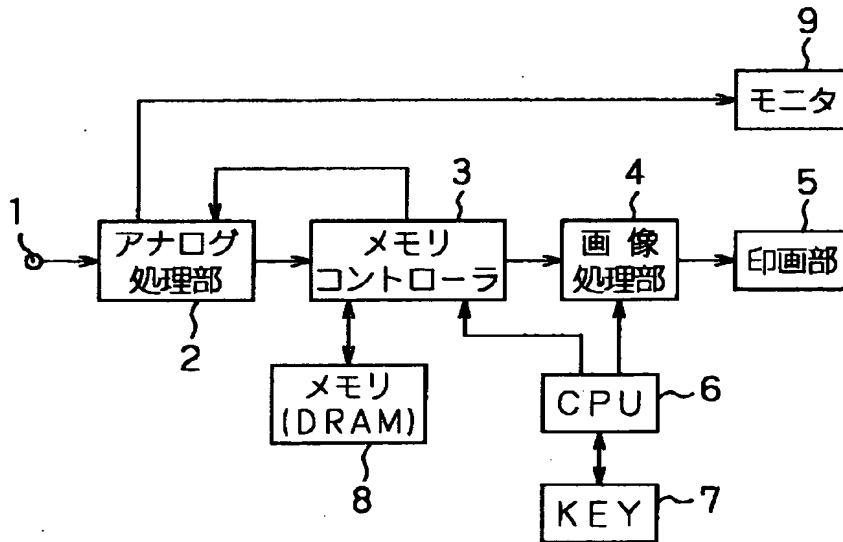 9
モニタ
3
4
5
1
アナログ
処理部
メモリ
コントローラ
画像
処理部
印画部
2
メモリ
(DRAM)
CPU
6
8
KEY
7